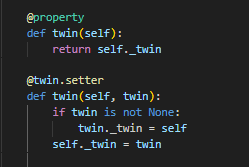 @property
def twin(self):
    return self._twin

@twin.setter
def twin(self, twin):
    if twin is not None:
        twin._twin = self
    self._twin = twin